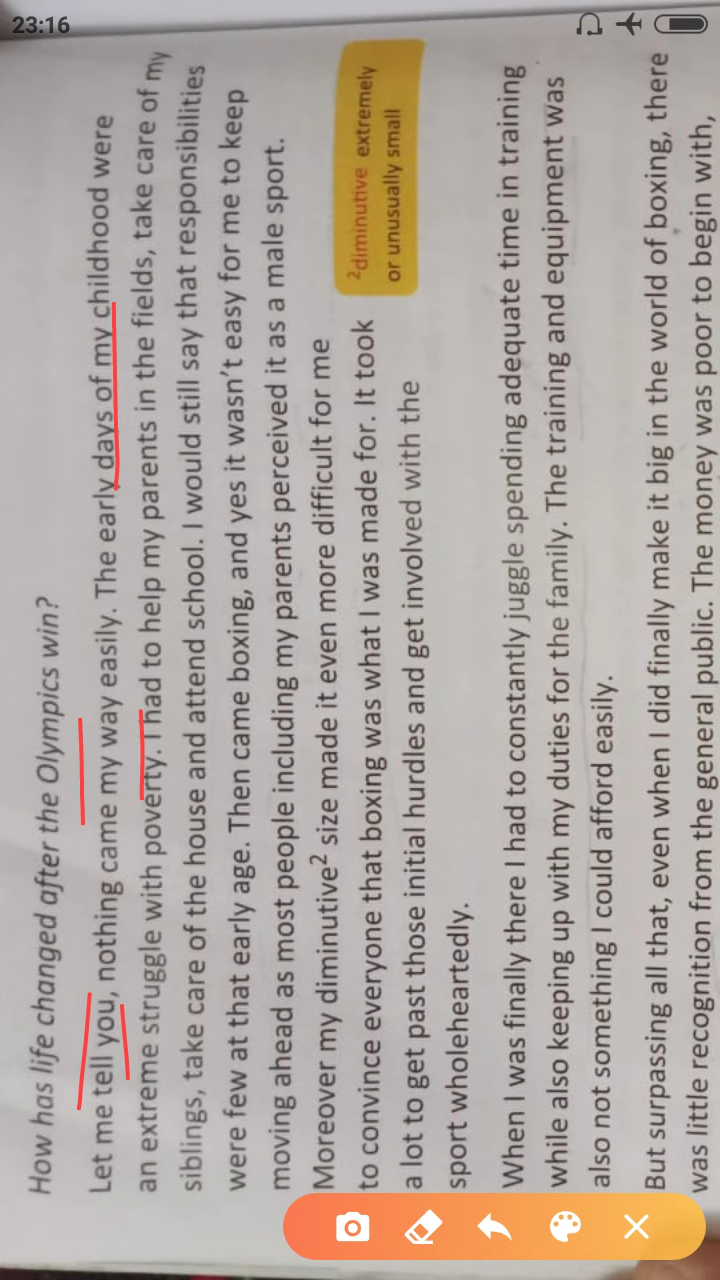 23:16
How has life changed after the Olympics win?
Let me tell you, nothing came my way easily. The early days of my childhood were
an extreme struggle with poverty. I had to help my parents in the fields, take care of my
siblings, take care of the house and attend school. I would still say that responsibilities
were few at that early age. Then came boxing, and yes it wasn't easy for me to keep
moving ahead as most people including my parents perceived it as a male sport.
Moreover my diminutive² size made it even more difficult for me
to convince everyone that boxing was what I was made for. It took
a lot to get past those initial hurdles and get involved with the
sport wholeheartedly.
²diminutive extremely
or unusually small
When I was finally there I had to constantly juggle spending adequate time in training
while also keeping up with my duties for the family. The training and equipment was
also not something I could afford easily.
But surpassing all that, even when I did finally make it big in the world of boxing, there
was little recognition from the general public. The money was poor to begin with,